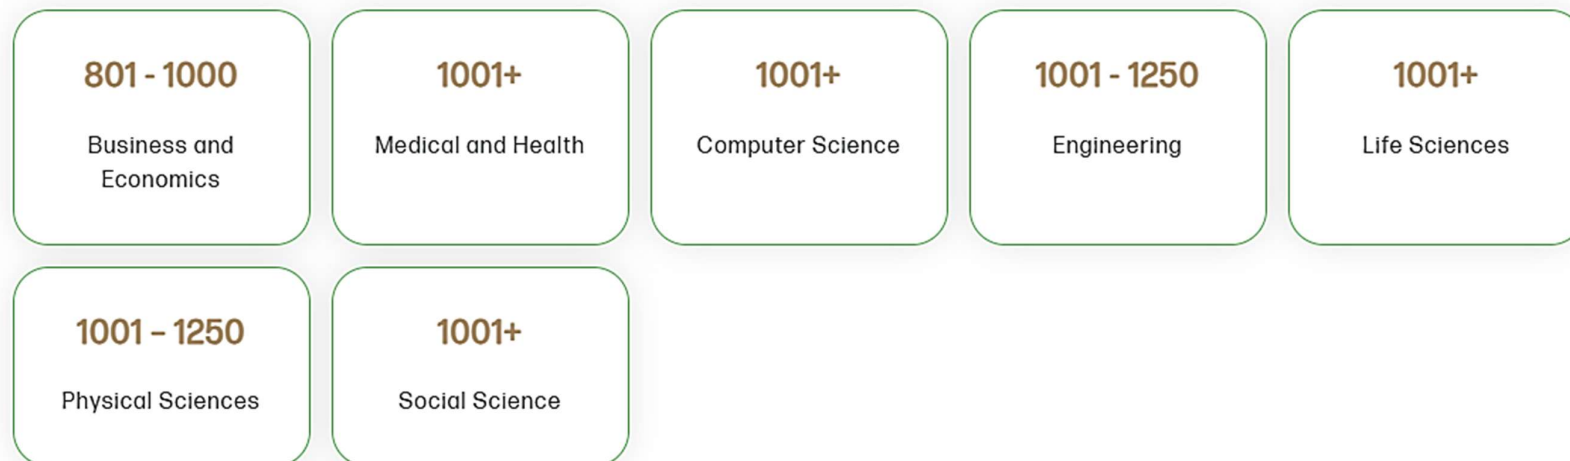 801 - 1000
Business and
Economics
1001+
Medical and Health
1001+
Computer Science
1001 - 1250
Engineering
1001+
Life Sciences
1001 – 1250
Physical Sciences
1001+
Social Science